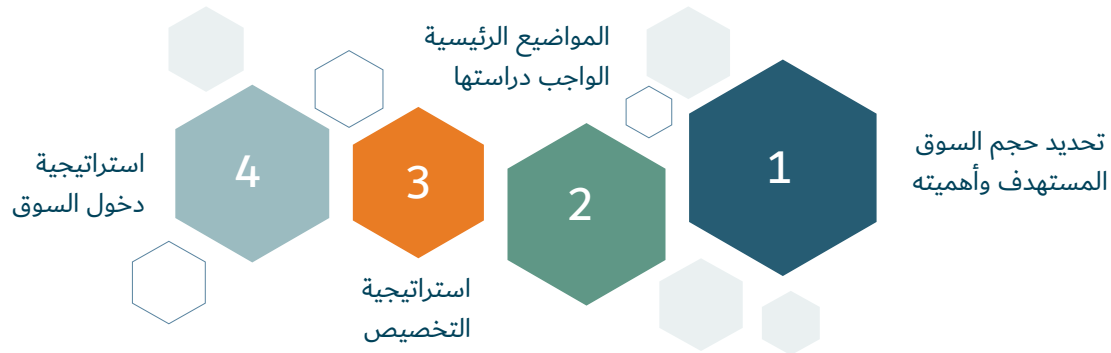 1
تحديد حجم السوق
المستهدف وأهميته
2
المواضيع الرئيسية
الواجب دراستها
3
استراتيجية
التخصيص
4
استراتيجية
دخول السوق